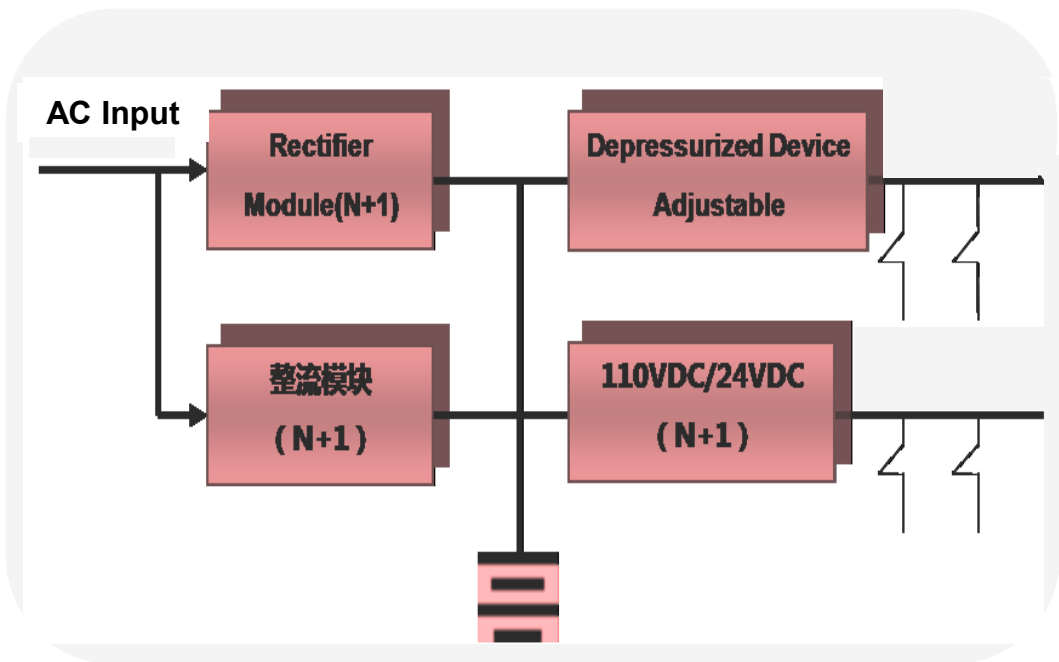 AC Input
Rectifier
Module(N+1)
Depressurized Device
Adjustable
整流模块
(N+1)
110VDC/24VDC
(N+1)